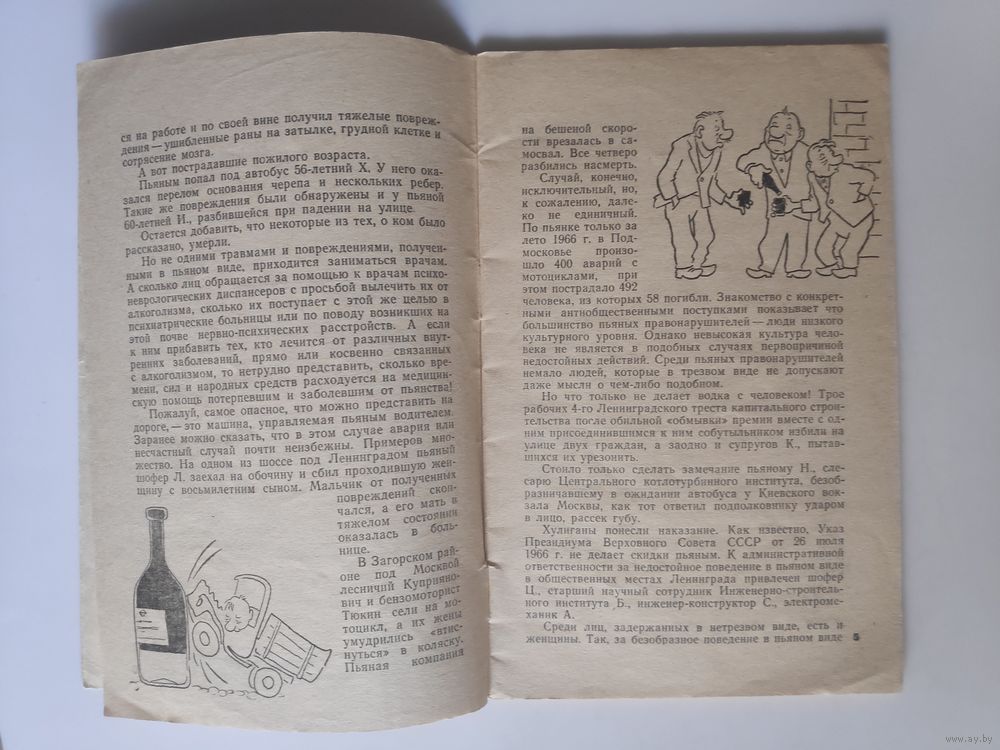 ся на работе и по своей вине получил тяжелые повреж-
дения — ушибленные раны на затылке, грудной клетке и
сотрясение мозга.
А вот пострадавшие пожилого возраста.
Пьяным попал под автобус 56-летний Х. У него ока-
зался перелом основания черепа и нескольких ребер.
Такие же повреждения были обнаружены и у пьяной
60-летней И., разбившейся при падении на улице.
Остается добавить, что некоторые из тех, о ком было
рассказано, умерли.
Но не одними травмами и повреждениями, получен-
ными в пьяном виде, приходится заниматься врачам.
А сколько лиц обращается за помощью к врачам психо-
неврологических диспансеров с просьбой вылечить их от
алкоголизма, сколько их поступает с этой же целью в
психиатрические больницы или по поводу возникших на
этой почве нервно-психических расстройств. А если
к ним прибавить тех, кто лечится от различных внут-
ренних заболеваний, прямо или косвенно связанных
с алкоголизмом, то нетрудно представить, сколько вре-
мени, сил и народных средств расходуется на медицин-
скую помощь потерпевшим и заболевшим от пьянства!
Пожалуй, самое опасное, что можно представить на
дороге, — это машина, управляемая пьяным водителем.
Заранее можно сказать, что в этом случае авария или
несчастный случай почти неизбежны. Примеров мно-
жество. На одном из шоссе под Ленинградом пьяный
шофер Л. заехал на обочину и сбил проходившую жен-
щину с восьмилетним сыном. Мальчик от полученных
повреждений скон-
чался, а его мать в
тяжелом состоянии
оказалась в боль-
нице.
В Загорском рай-
оне под Москвой
лесничий Куприяно-
вич и бензомоторист
Тюкин сели на мо-
тоцикл, а их жены
умудрились «втис-
нуться» в коляску.
Пьяная компания
на бешеной скоро-
сти врезалась в са-
мосвал. Все четверо
разбились насмерть.
Случай, конечно,
исключительный, но,
к сожалению, дале-
ко не единичный.
По пьянке только за
лето 1966 г. в Под-
московье произо-
шло 400 аварий с
мотоциклами, при
этом пострадало 492
человека, из которых 58 погибли. Знакомство с конкрет-
ными антиобщественными поступками показывает что
большинство пьяных правонарушителей — люди низкого
культурного уровня. Однако невысокая культура чело-
века не является в подобных случаях первопричиной
недостойных действий. Среди пьяных правонарушителей
немало людей, которые в трезвом виде не допускают
даже мысли о чем-либо подобном.
Но что только не делает водка с человеком! Трое
рабочих 4-го Ленинградского треста капитального строи-
тельства после обильной «обмывки» премии вместе с од-
ним присоединившимся к ним собутыльником избили на
улице двух граждан, а заодно и супругов К., пытав-
шихся их урезонить.
Стоило только сделать замечание пьяному Н., сле-
сарю Центрального котлотурбинного института, безоб-
разничавшему в ожидании автобуса у Киевского вок-
зала Москвы, как тот ответил подполковнику ударом
в лицо, рассек губу.
Хулиганы понесли наказание. Как известно, Указ
Президиума Верховного Совета СССР от 26 июля
1966 г. не делает скидки пьяным. К административной
ответственности за недостойное поведение в пьяном виде
в общественных местах Ленинграда привлечен шофер
Ц., старший научный сотрудник Инженерно-строитель-
ного института Б., инженер-конструктор С., электроме-
ханик А.
Среди лиц, задержанных в нетрезвом виде, есть и
женщины. Так, за безобразное поведение в пьяном виде
5
www.ay.by